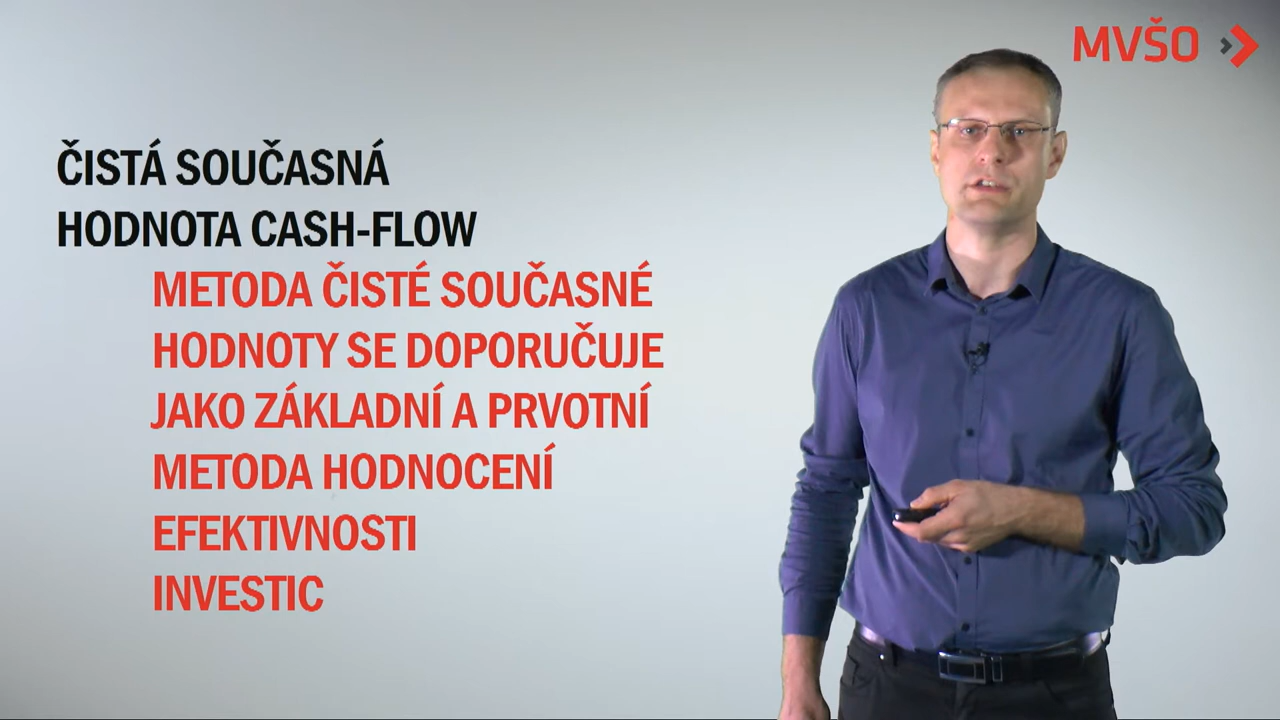 MVŠO
ČISTÁ SOUČASNÁ
HODNOTA CASH-FLOW
METODA ČISTÉ SOUČASNÉ
HODNOTY SE DOPORUČUJE
JAKO ZÁKLADNÍ A PRVOTNÍ
METODA HODNOCENÍ
EFEKTIVNOSTI
INVESTIC